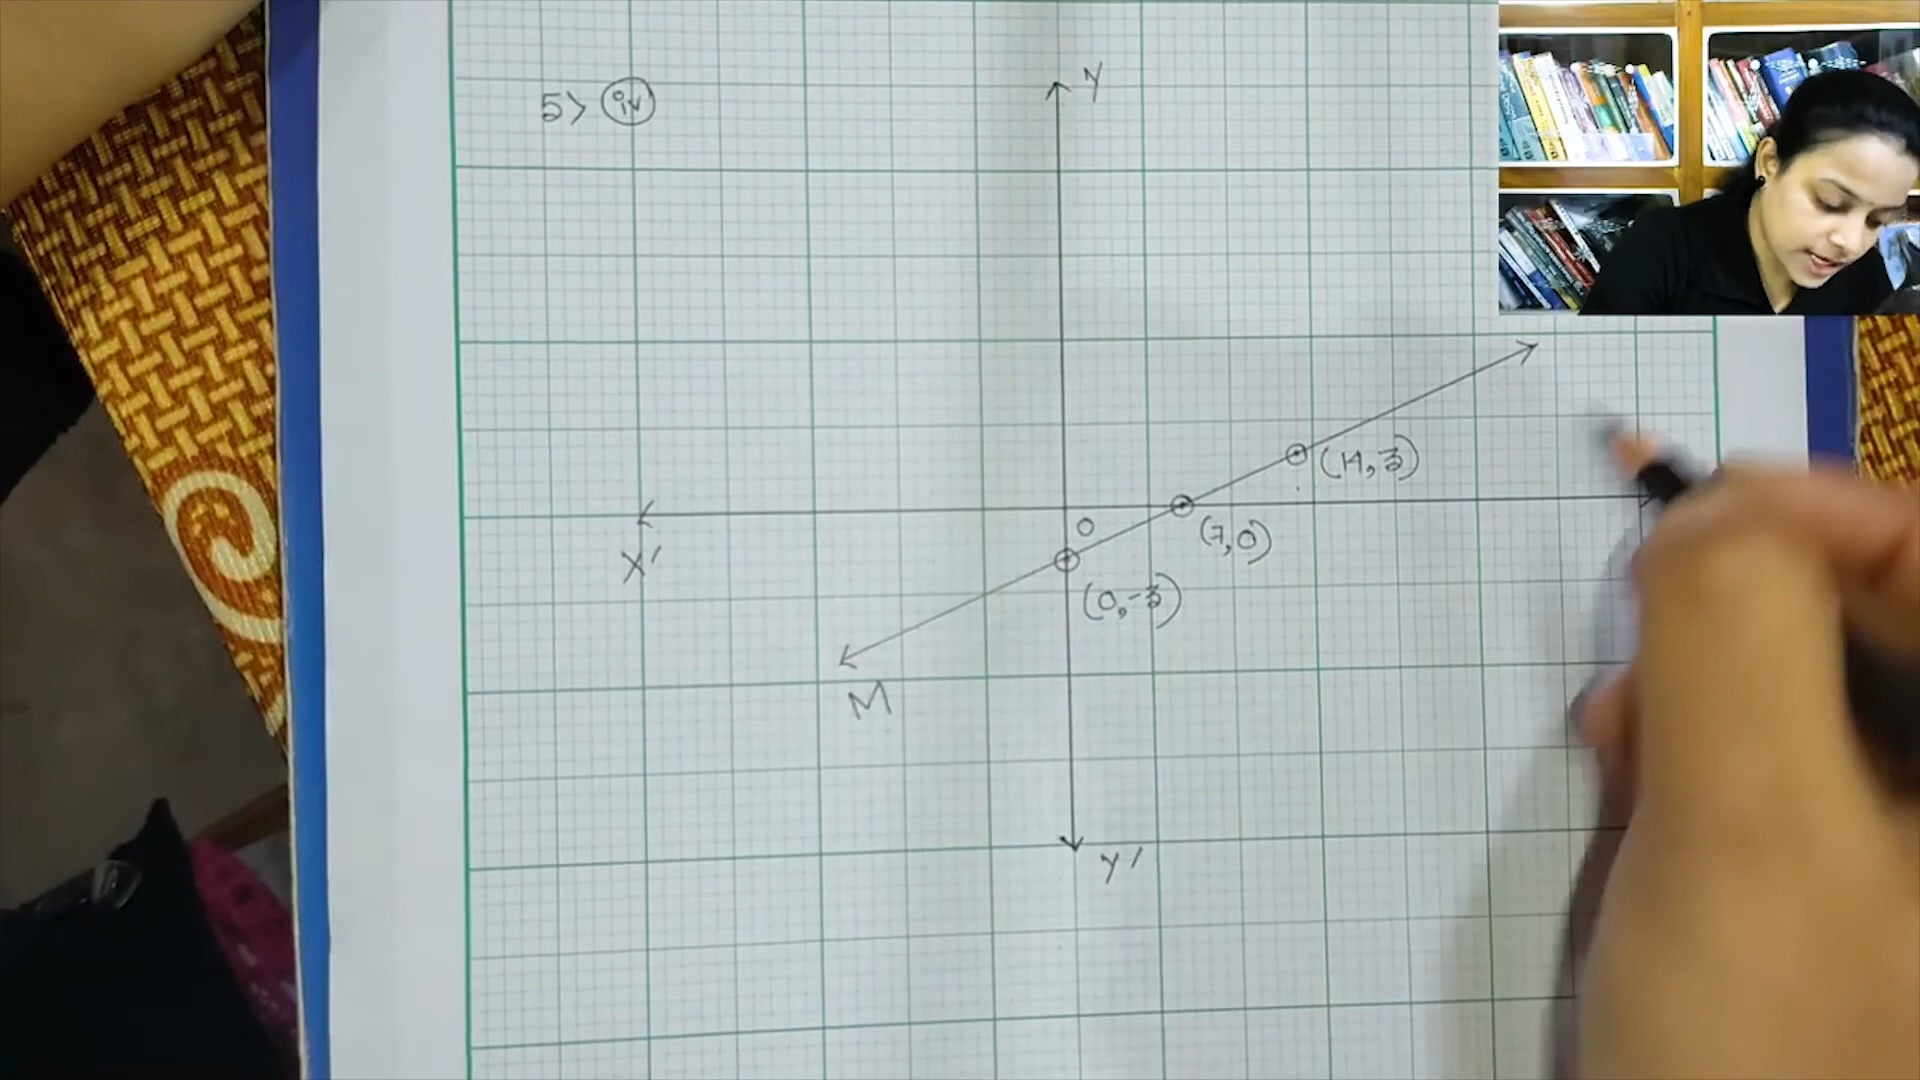 5> iv
Y
(14,3)
O
(7,0)
X'
(0,-3)
M
Y'